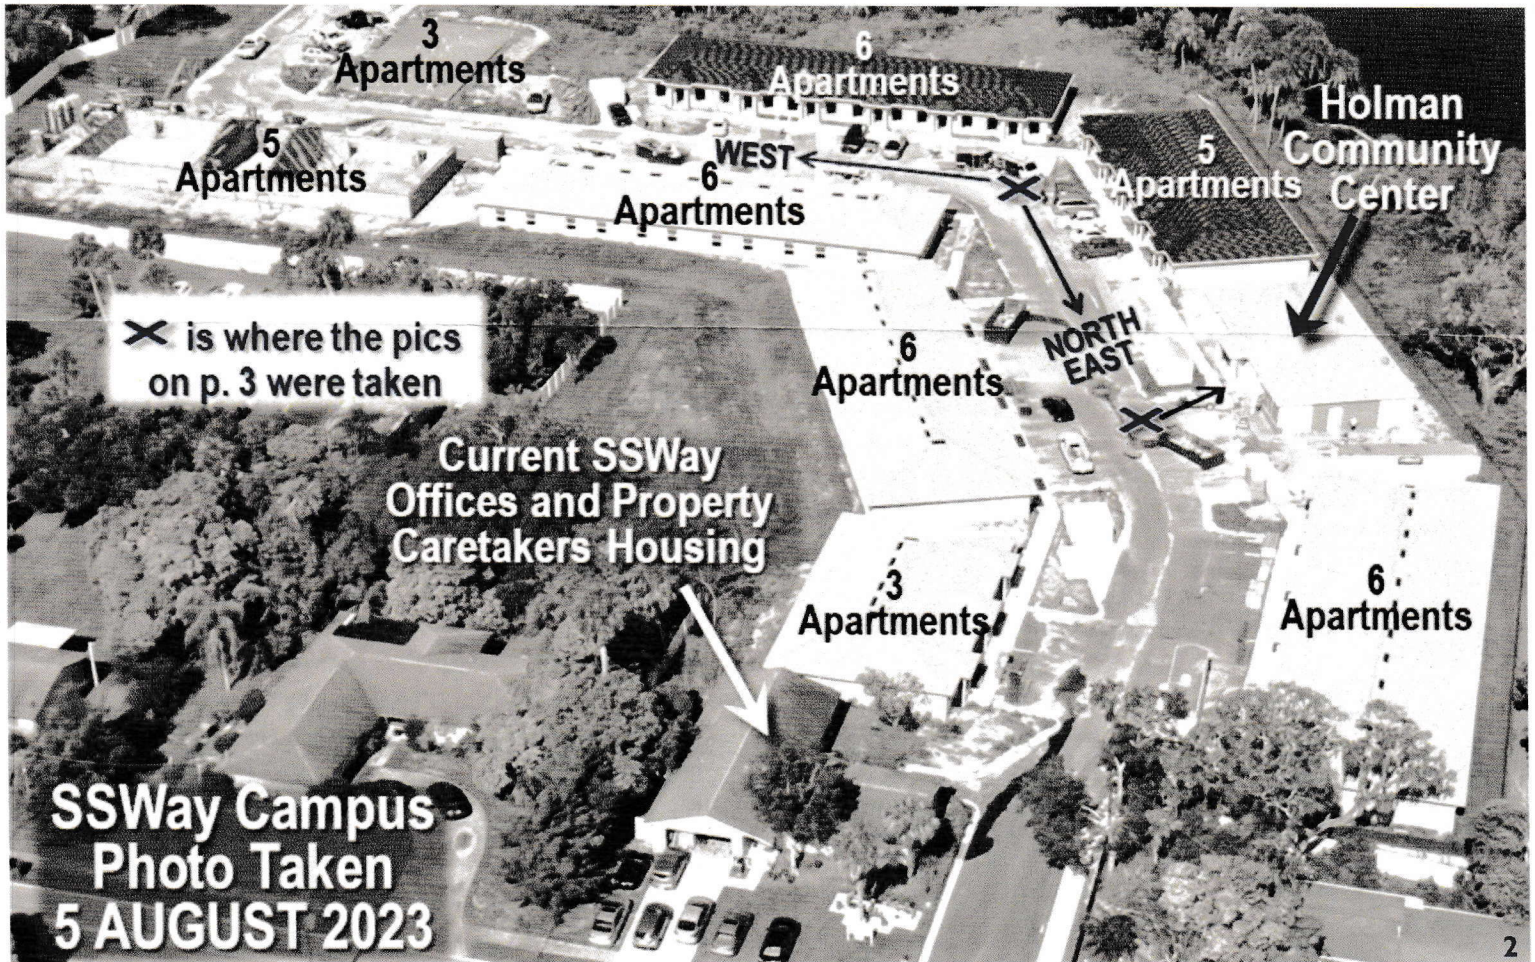 3
Apartments
6
Apartments
Holman
Community
Center
5
Apartments
WEST
6
Apartments
5
Apartments
X is where the pics
on p. 3 were taken
NORTH
EAST
X
X
6
Apartments
Current SSWay
Offices and Property
Caretakers Housing
3
Apartments
6
Apartments
SSWay Campus
Photo Taken
5 AUGUST 2023
2